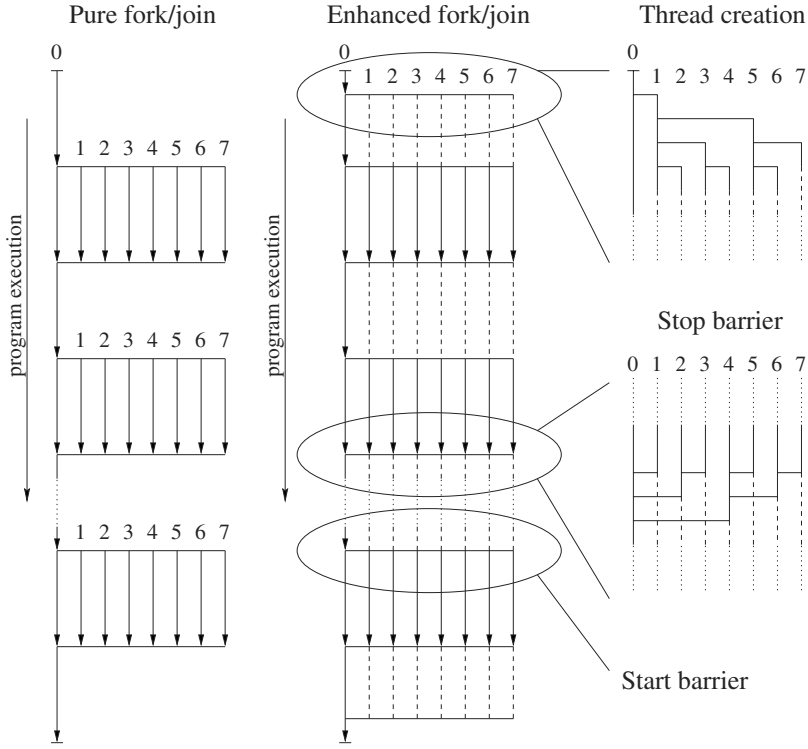 Pure fork/join
Enhanced fork/join
Thread creation
0
0
0
1 2 3 4 5 6 7
1 5 3 7
1 2 3 4 5 6 7
2 4 6
program execution
program execution
Stop barrier
1 2 3 4 5 6 7
0 1 2 3 4 5 6 7
1 2 3 4 5 6 7
Start barrier